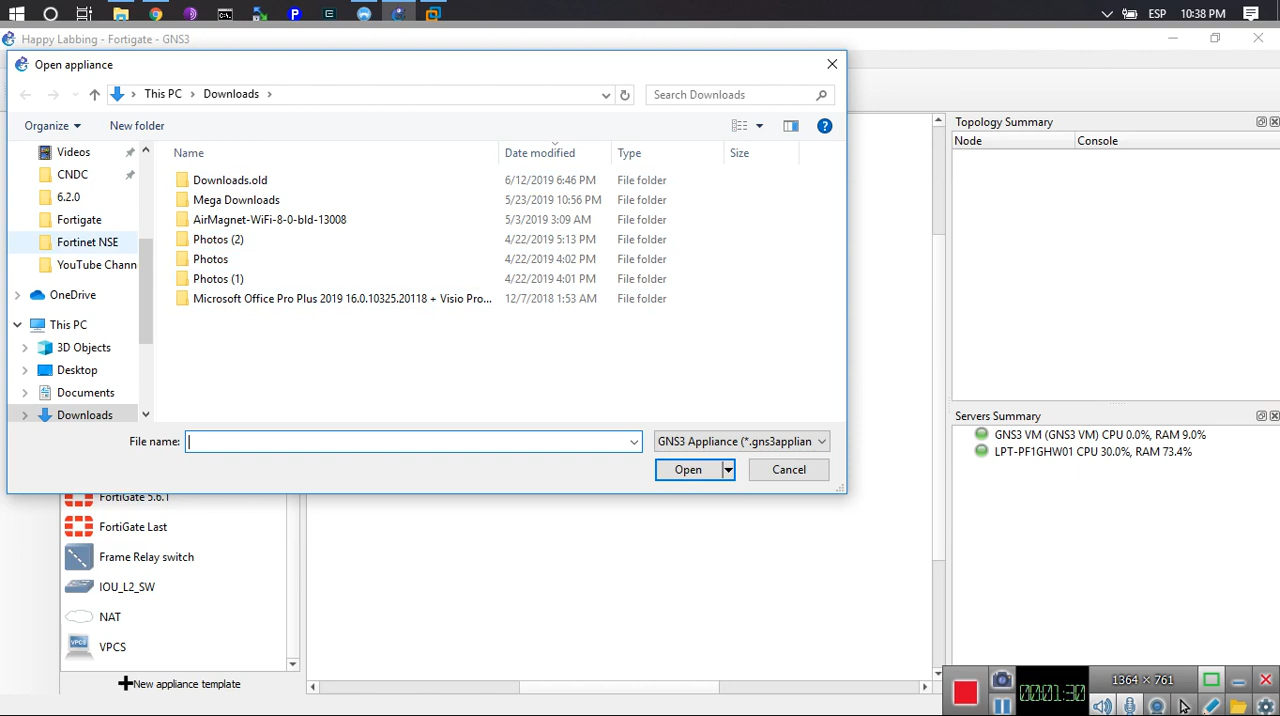 ESP 10:38 PM
Happy Labbing - Fortigate - GNS3
Open appliance
This PC > Downloads >
Search Downloads
Organize
New folder
Name Date modified Type Size
Videos
CNDC
6.2.0
Fortigate
Fortinet NSE
YouTube Chann
OneDrive
This PC
3D Objects
Desktop
Documents
Downloads
Downloads.old 6/12/2019 6:46 PM File folder
Mega Downloads 5/23/2019 10:56 PM File folder
AirMagnet-WiFi-8-0-bld-13008 5/3/2019 3:09 AM File folder
Photos (2) 4/22/2019 5:13 PM File folder
Photos 4/22/2019 4:02 PM File folder
Photos (1) 4/22/2019 4:01 PM File folder
Microsoft Office Pro Plus 2019 16.0.10325.20118 + Visio Pro... 12/7/2018 1:53 AM File folder
File name:
GNS3 Appliance (*.gns3applian
Open
Cancel
FortiGate 5.6.1
FortiGate Last
Frame Relay switch
IOU_L2_SW
NAT
VPCS
VPCS
New appliance template
Topology Summary
Node Console
Servers Summary
GNS3 VM (GNS3 VM) CPU 0.0%, RAM 9.0%
LPT-PF1GHW01 CPU 30.0%, RAM 73.4%
00:01:30
1364 × 761